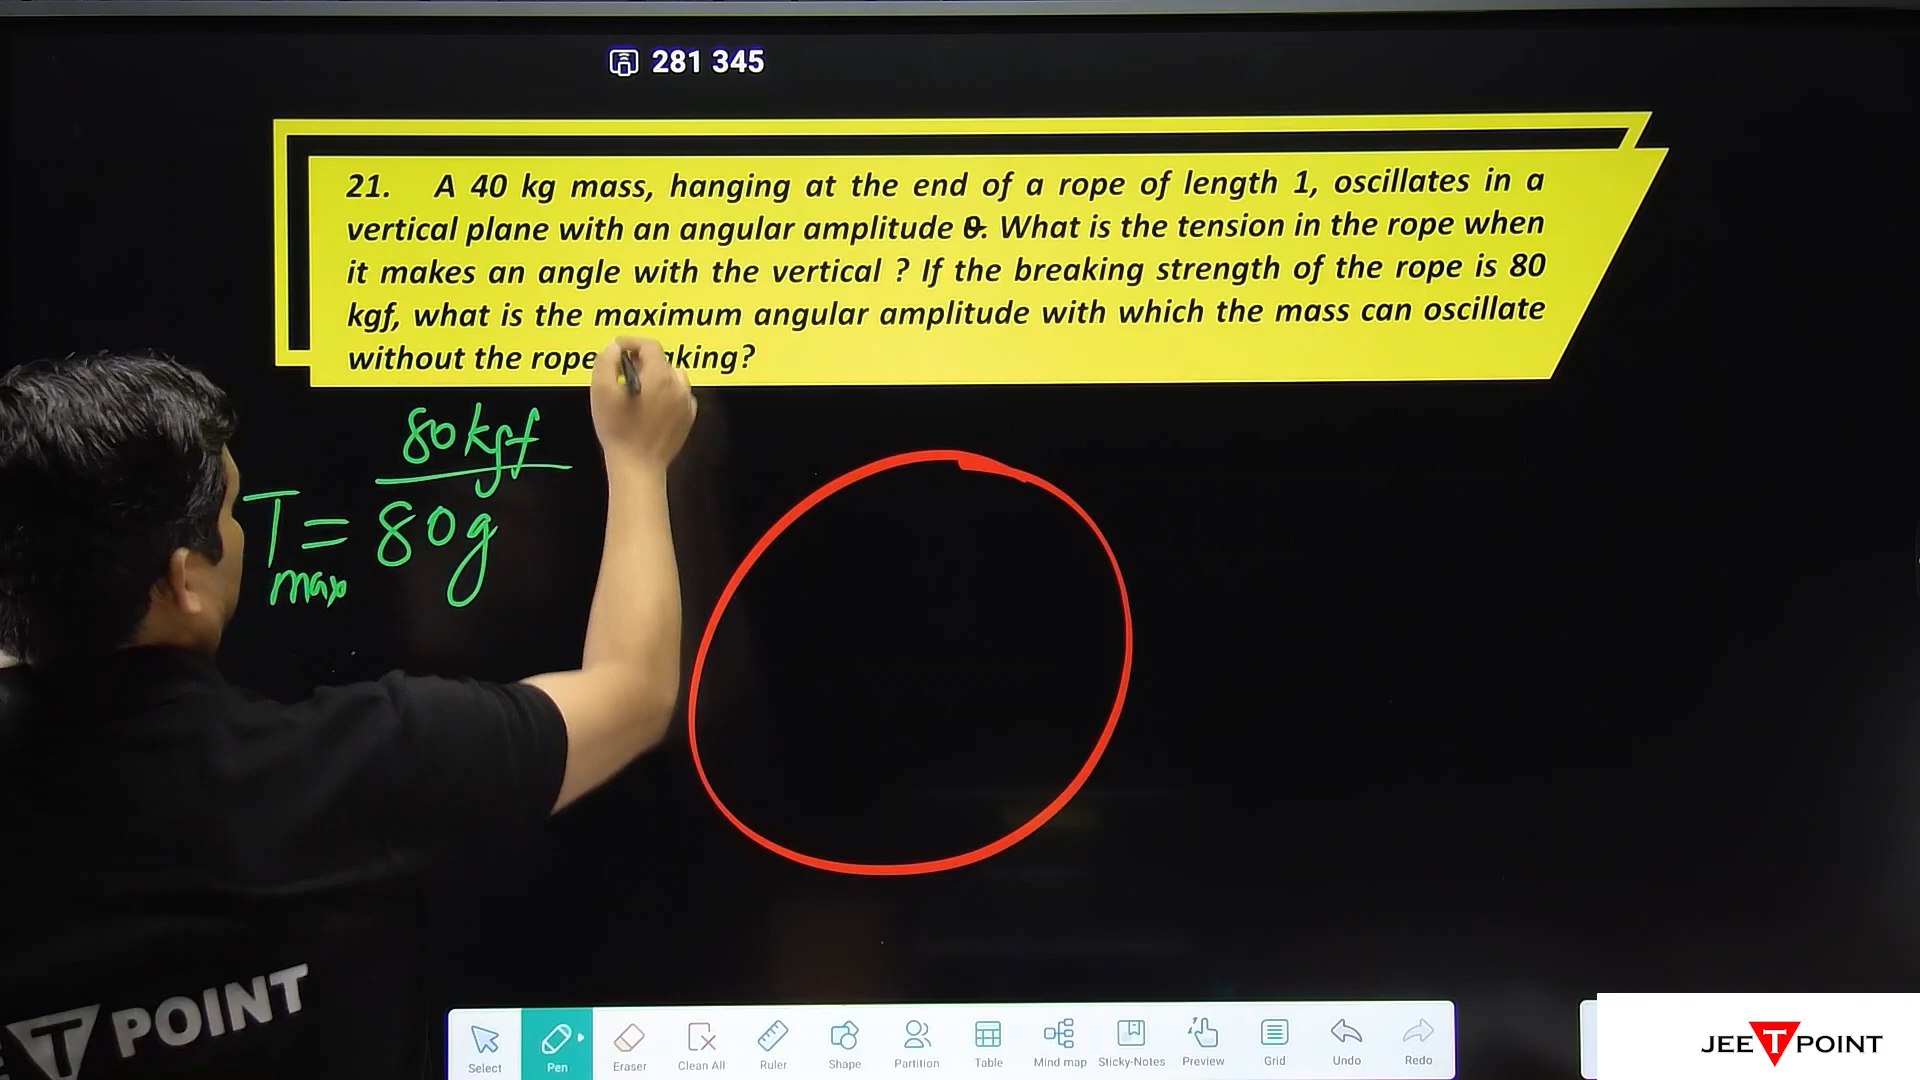 281 345
21. A 40 kg mass, hanging at the end of a rope of length 1, oscillates in a
vertical plane with an angular amplitude θ. What is the tension in the rope when
it makes an angle with the vertical ? If the breaking strength of the rope is 80
kgf, what is the maximum angular amplitude with which the mass can oscillate
without the rope aking?
80 kgf
T = 80g
max
T POINT
Select Pen Eraser Clean All Ruler Shape Partition Table Mind map Sticky-Notes Preview Grid Undo Redo
JEE T POINT